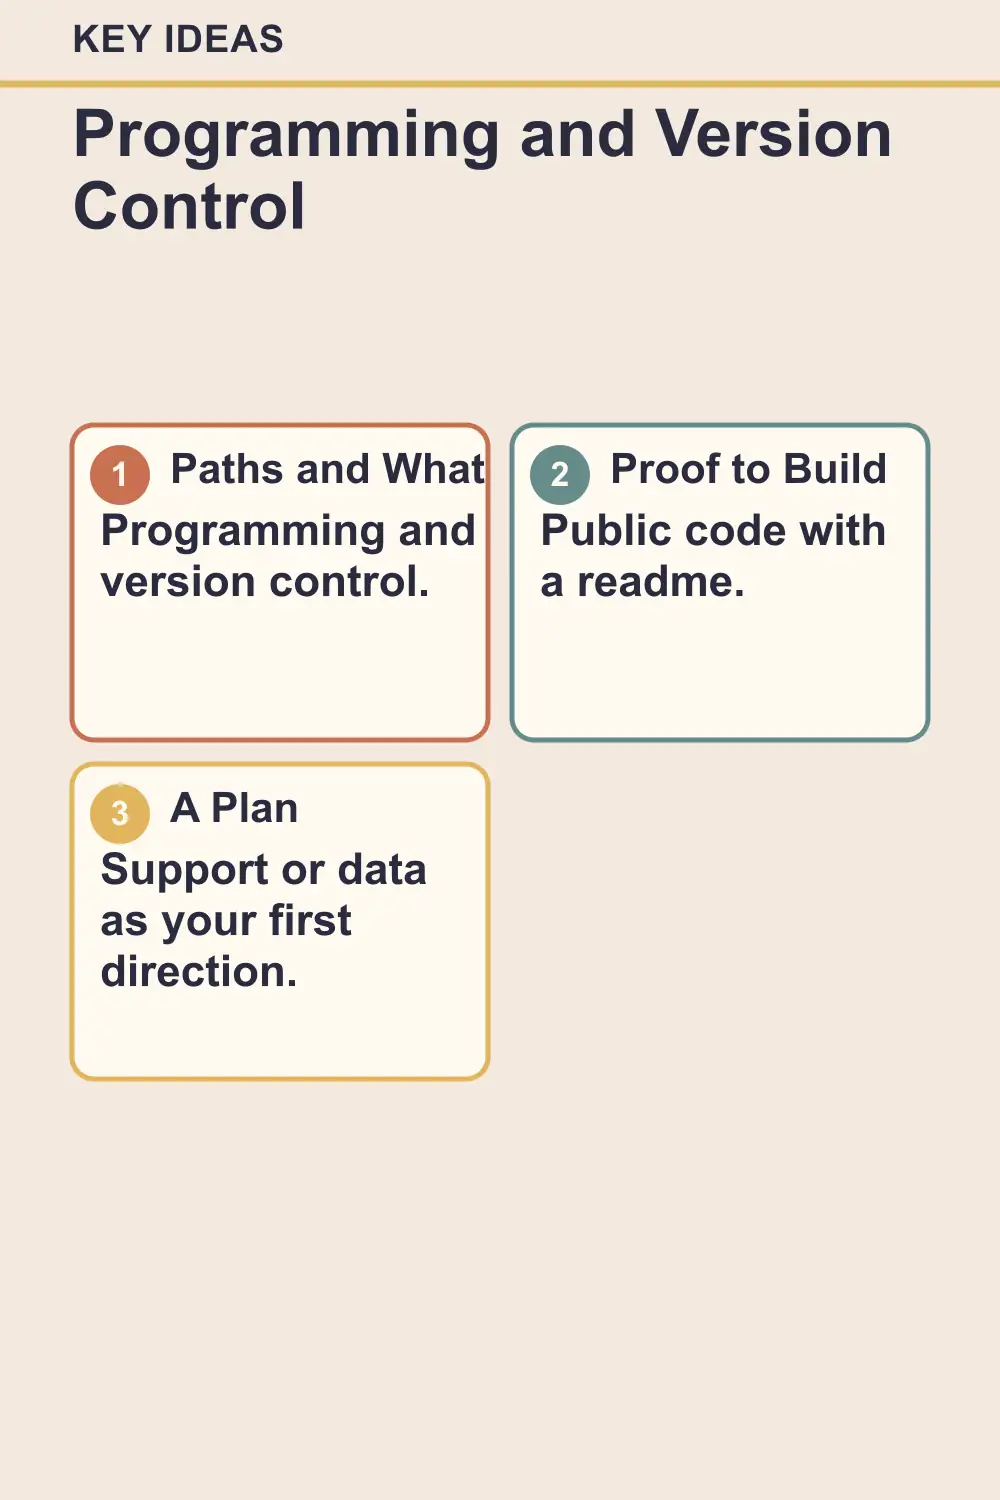 KEY IDEAS
Programming and Version
Control
1 Paths and What
Programming and
version control.
2 Proof to Build
Public code with
a readme.
3 A Plan
Support or data
as your first
direction.